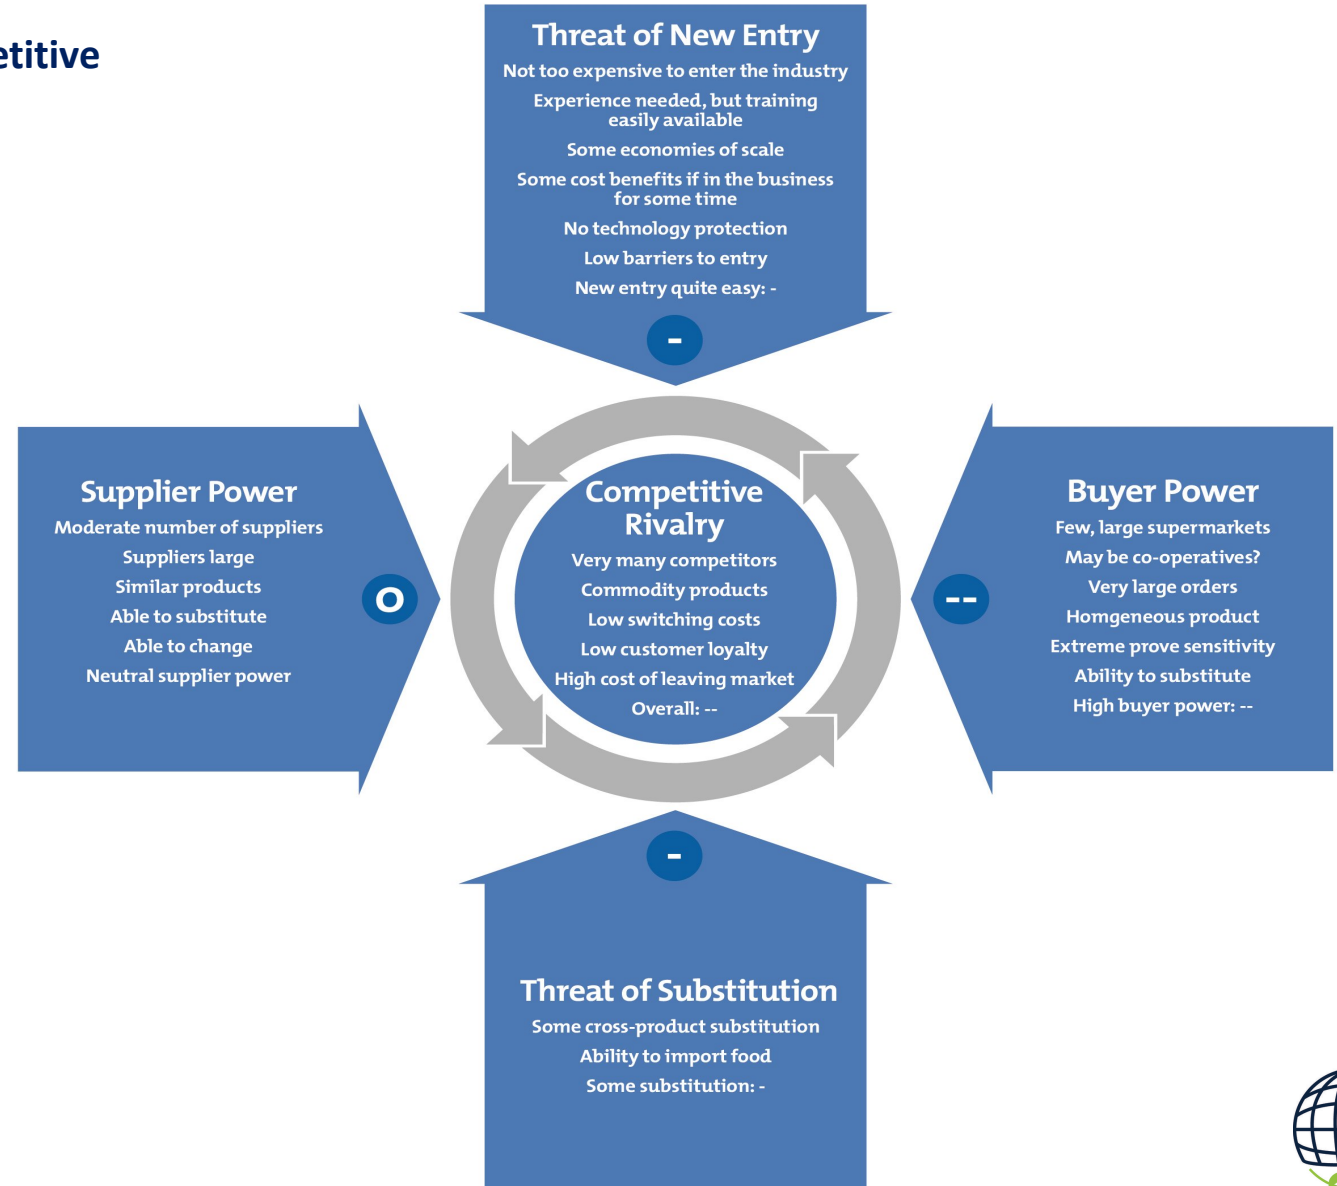 etitive
Threat of New Entry
Not too expensive to enter the industry
Experience needed, but training
easily available
Some economies of scale
Some cost benefits if in the business
for some time
No technology protection
Low barriers to entry
New entry quite easy: -
-
Supplier Power
Moderate number of suppliers
Suppliers large
Similar products
Able to substitute
Able to change
Neutral supplier power
O
Competitive
Rivalry
Very many competitors
Commodity products
Low switching costs
Low customer loyalty
High cost of leaving market
Overall: --
--
Buyer Power
Few, large supermarkets
May be co-operatives?
Very large orders
Homgeneous product
Extreme prove sensitivity
Ability to substitute
High buyer power: --
-
Threat of Substitution
Some cross-product substitution
Ability to import food
Some substitution: -